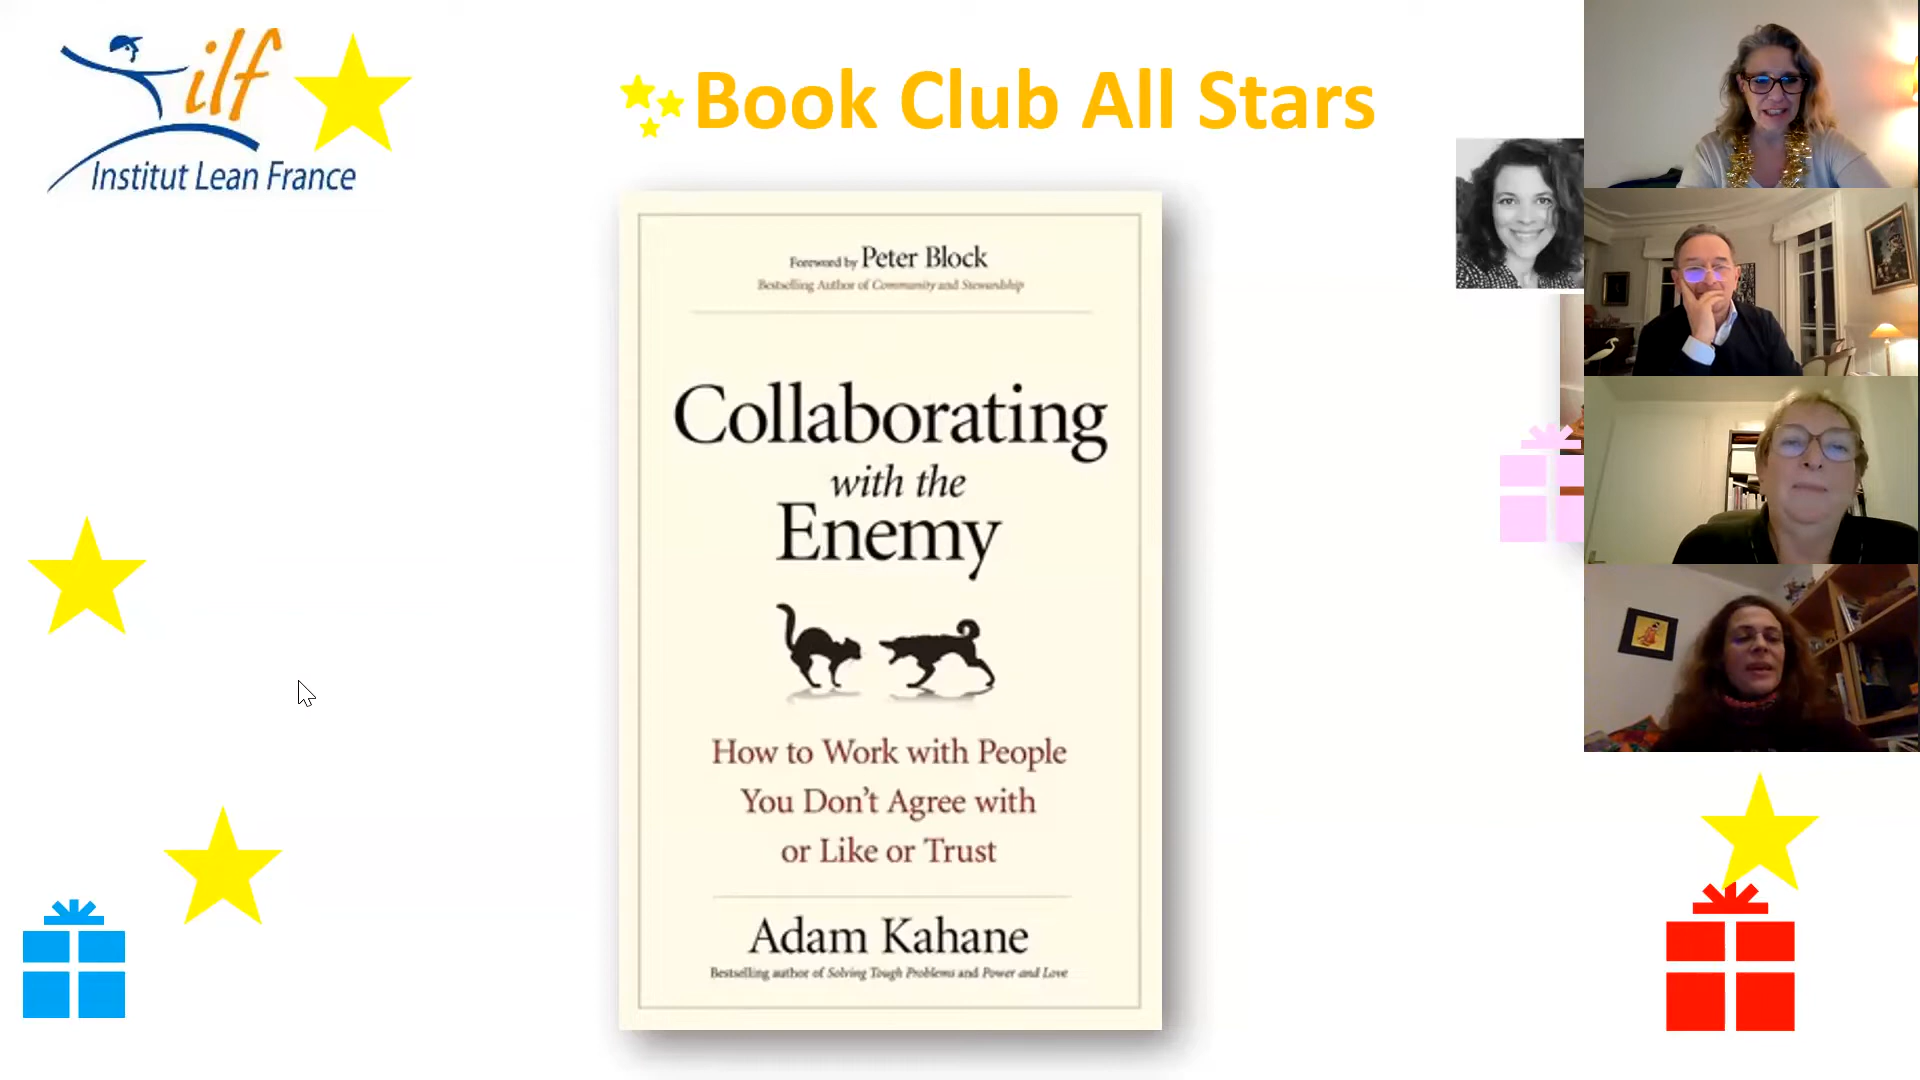 ilf
Institut Lean France
Book Club All Stars
Foreword by Peter Block
Bestselling Author of Community and Stewardship
Collaborating
with the
Enemy
How to Work with People
You Don't Agree with
or Like or Trust
Adam Kahane
Bestselling author of Solving Tough Problems and Power and Love